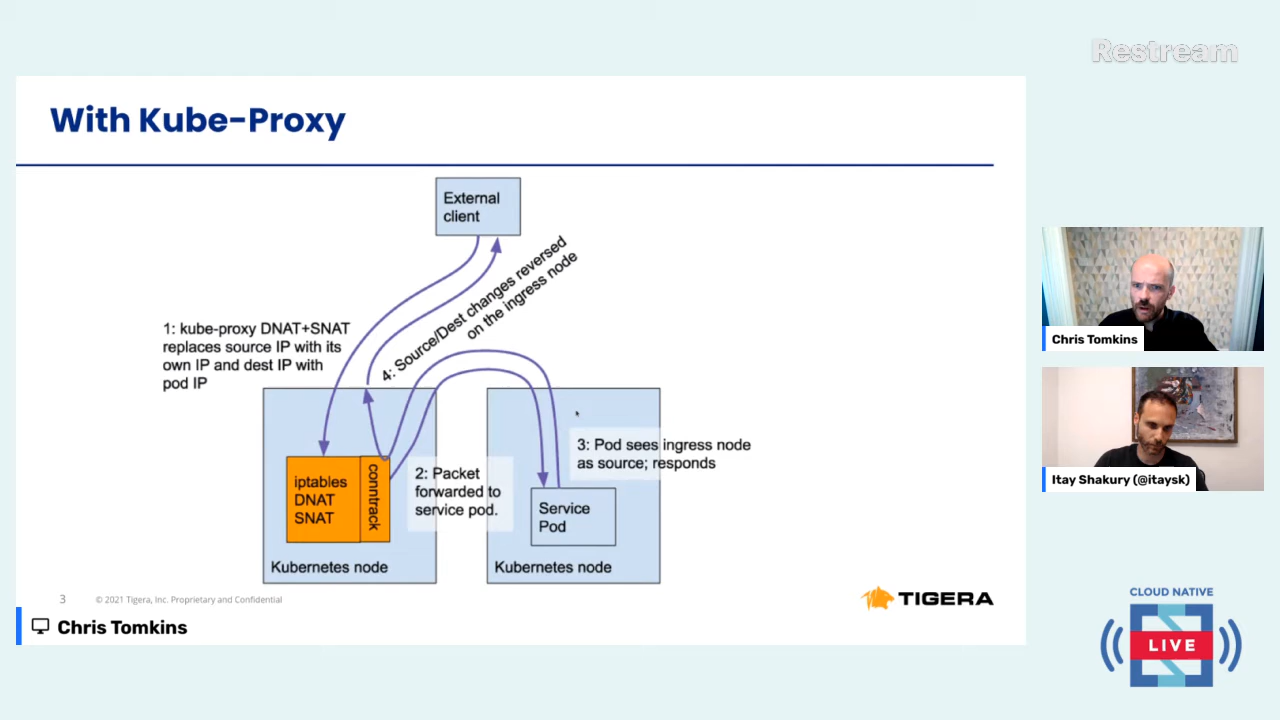 Restream
With Kube-Proxy
External
client
4: Source/Dest changes reversed
on the ingress node
1: kube-proxy DNAT+SNAT
replaces source IP with its
own IP and dest IP with
pod IP
iptables
DNAT
SNAT
conntrack
2: Packet
forwarded to
service pod.
3: Pod sees ingress node
as source; responds
Service
Pod
Kubernetes node
Kubernetes node
3
© 2021 Tigera, Inc. Proprietary and Confidential
TIGERA
Chris Tomkins
Chris Tomkins
Itay Shakury (@itaysk)
CLOUD NATIVE
LIVE